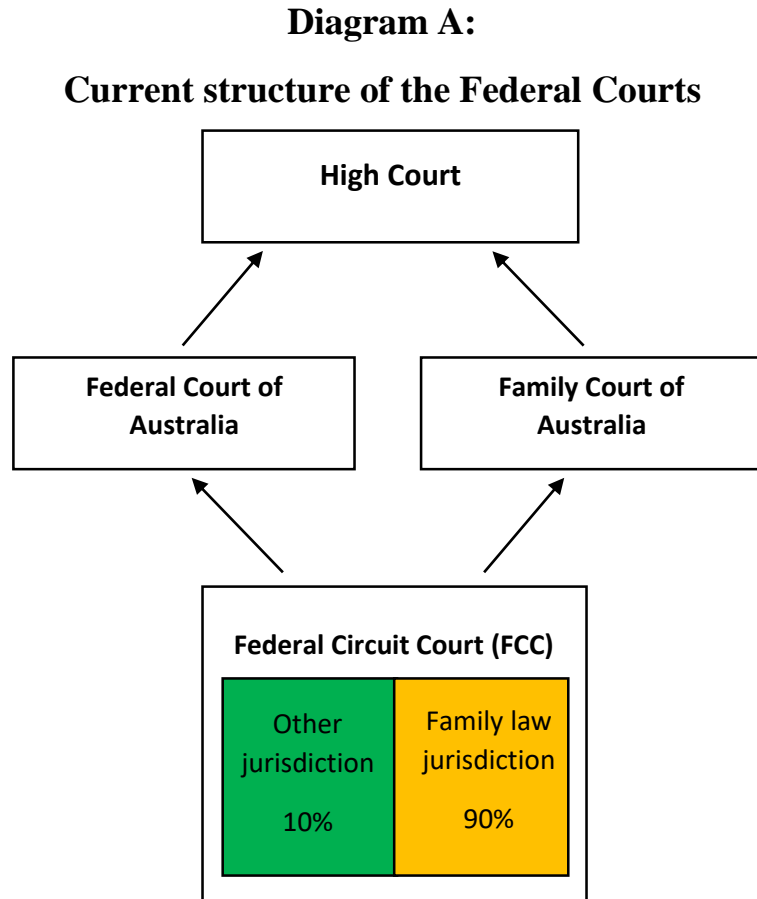 Diagram A:
Current structure of the Federal Courts
High Court
Federal Court of
Australia
Family Court of
Australia
Federal Circuit Court (FCC)
Other
jurisdiction
10%
Family law
jurisdiction
90%